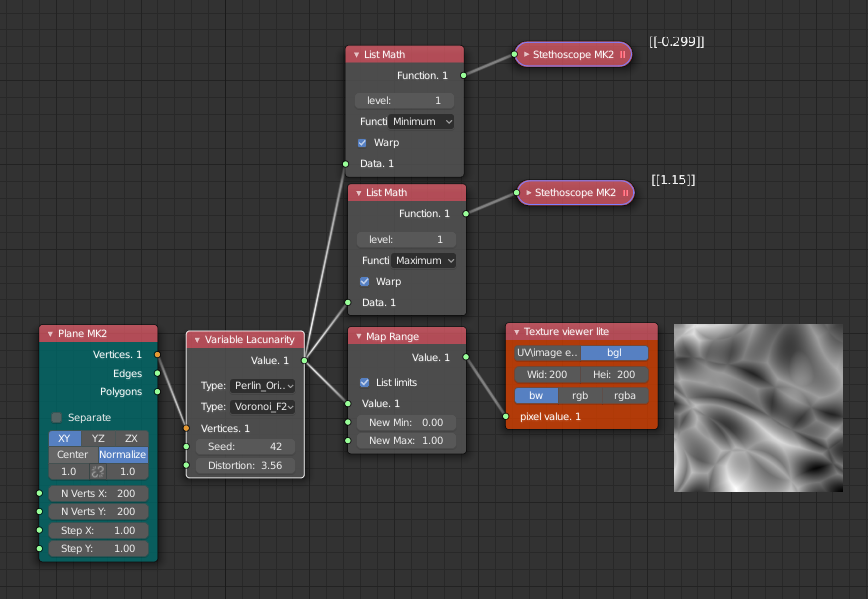 List Math
Function. 1
level: 1
Functi Minimum
Warp
Data. 1
Stethoscope MK2
[[-0.299]]
List Math
Function. 1
level: 1
Functi Maximum
Warp
Data. 1
Stethoscope MK2
[[1.15]]
Plane MK2
Vertices. 1
Edges
Polygons
Separate
XY YZ ZX
Center Normalize
1.0 1.0
N Verts X: 200
N Verts Y: 200
Step X: 1.00
Step Y: 1.00
Variable Lacunarity
Value. 1
Type: Perlin_Ori..
Type: Voronoi_F2
Vertices. 1
Seed: 42
Distortion: 3.56
Map Range
Value. 1
List limits
Value. 1
New Min: 0.00
New Max: 1.00
Texture viewer lite
UV\image e.. bgl
Wid: 200 Hei: 200
bw rgb rgba
pixel value. 1